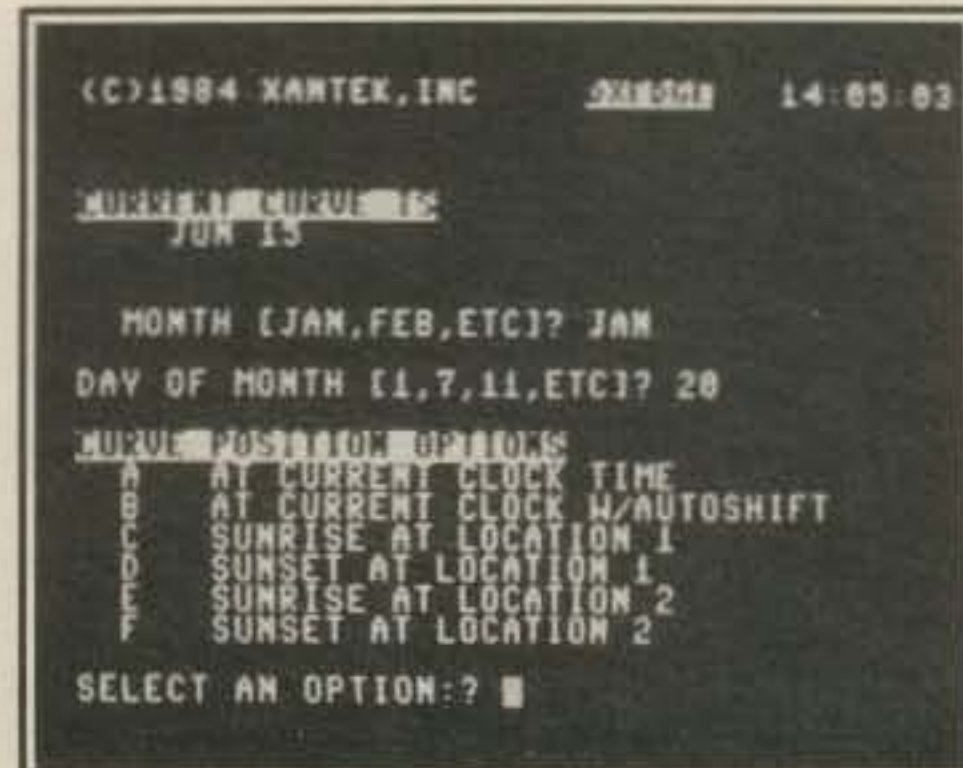 (C)1984 XANTEK,INC 14:05:03
CURRENT CURVE IS
JUN 15
MONTH [JAN,FEB,ETC]? JAN
DAY OF MONTH [1,7,11,ETC]? 20
CURVE POSITION OPTIONS
A AT CURRENT CLOCK TIME
B AT CURRENT CLOCK W/AUTOSHIFT
C SUNRISE AT LOCATION 1
D SUNSET AT LOCATION 1
E SUNRISE AT LOCATION 2
F SUNSET AT LOCATION 2
SELECT AN OPTION:?